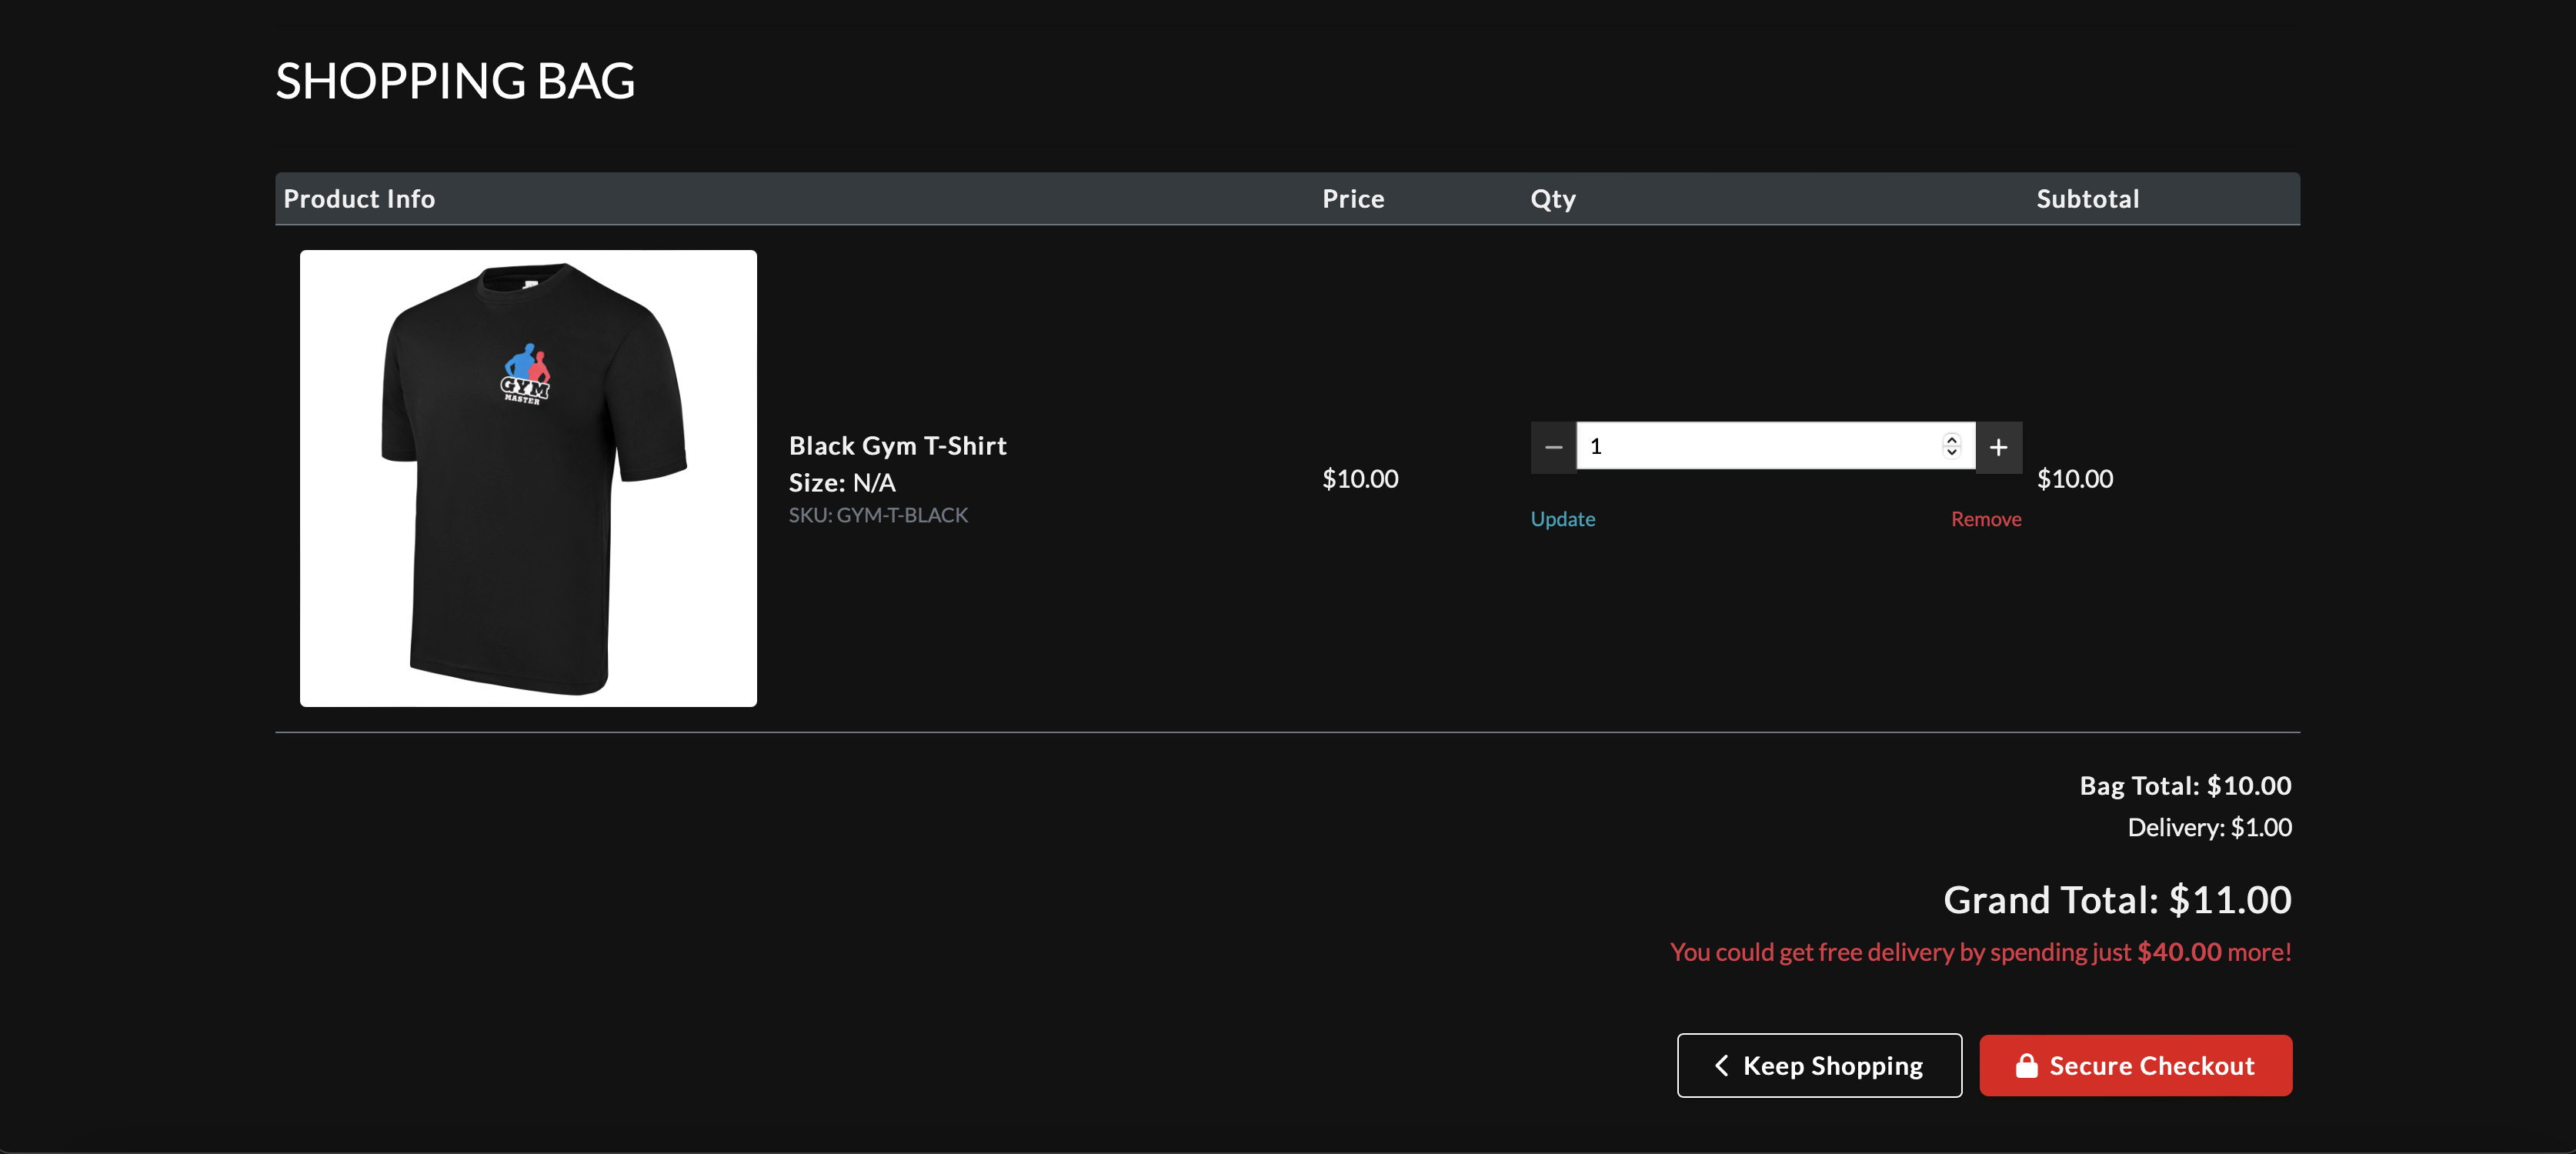 SHOPPING BAG
Product Info Price Qty Subtotal
GYM
MASTER
Black Gym T-Shirt
Size: N/A
SKU: GYM-T-BLACK
$10.00
1
Update Remove
$10.00
Bag Total: $10.00
Delivery: $1.00
Grand Total: $11.00
You could get free delivery by spending just $40.00 more!
Keep Shopping Secure Checkout